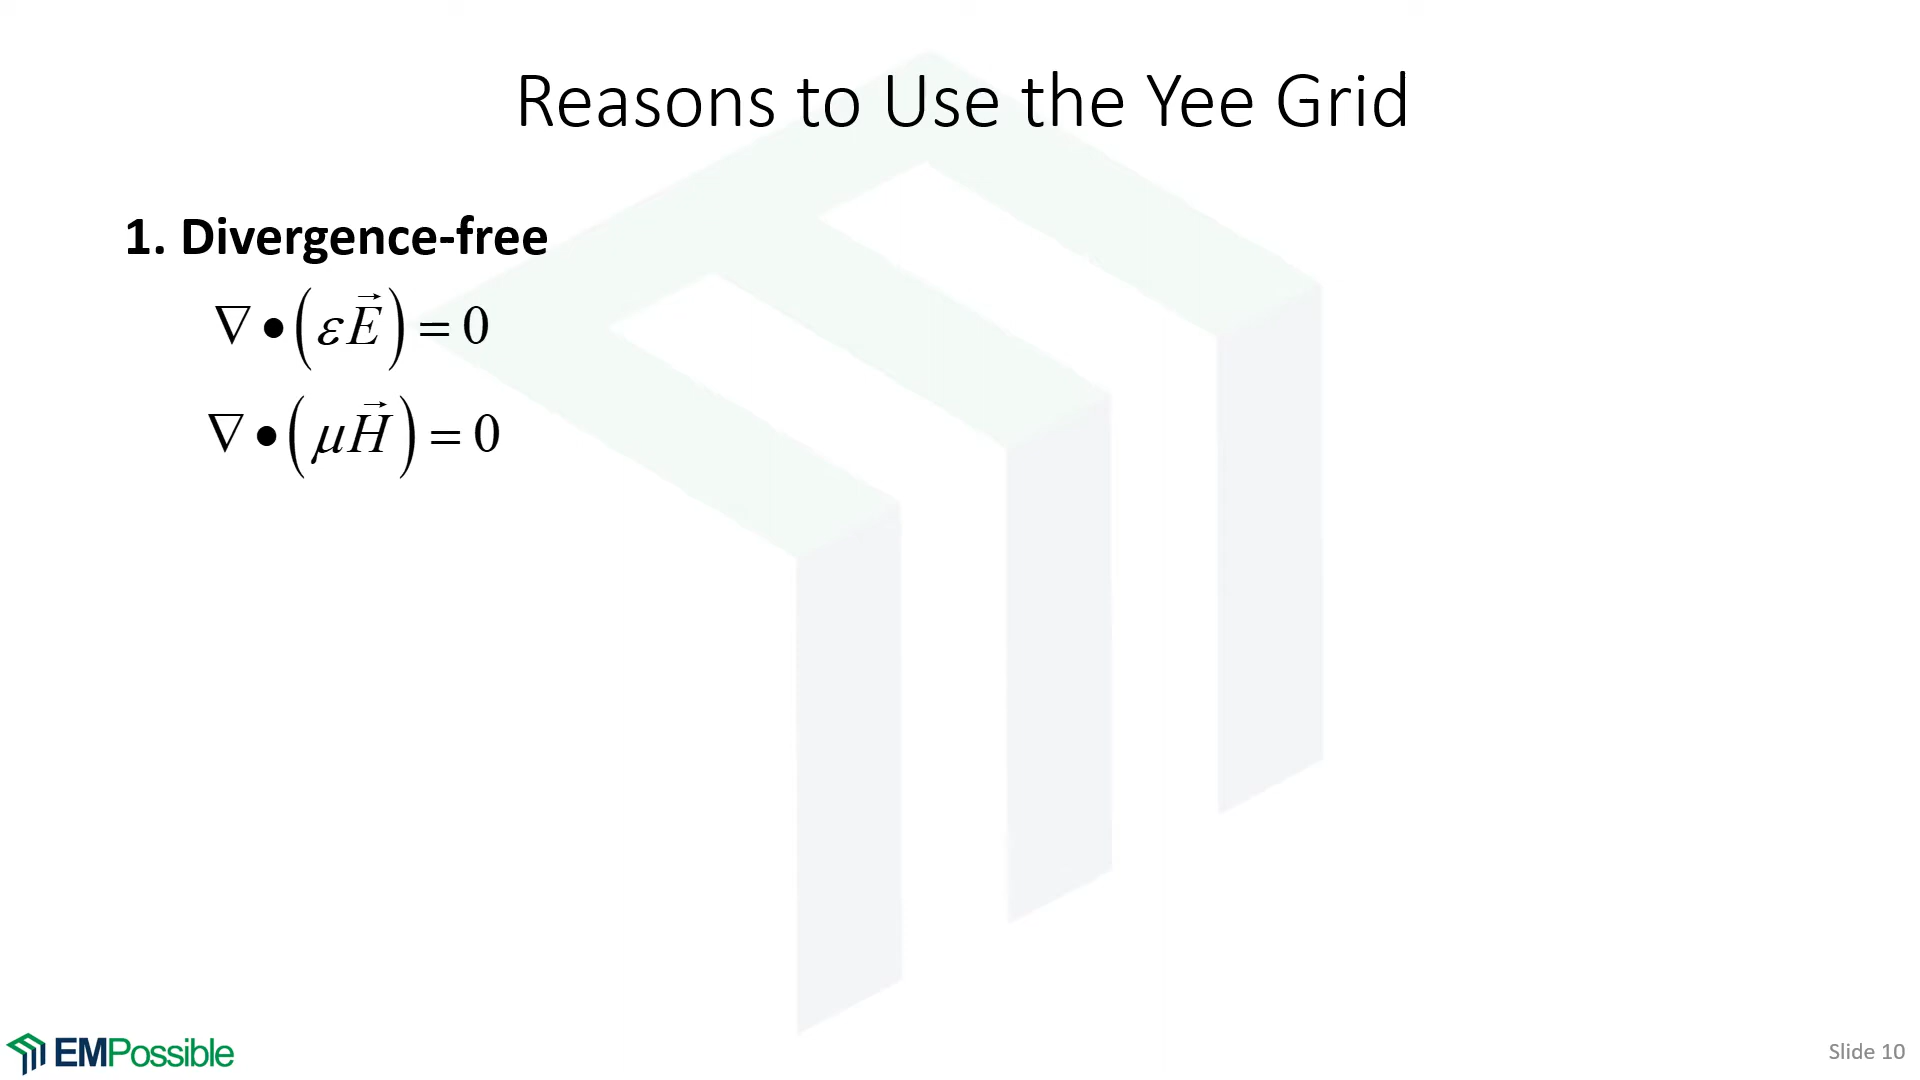 Reasons to Use the Yee Grid
1. Divergence-free
∇•(εE⃗)=0
∇•(μH⃗)=0
EMPossible
Slide 10